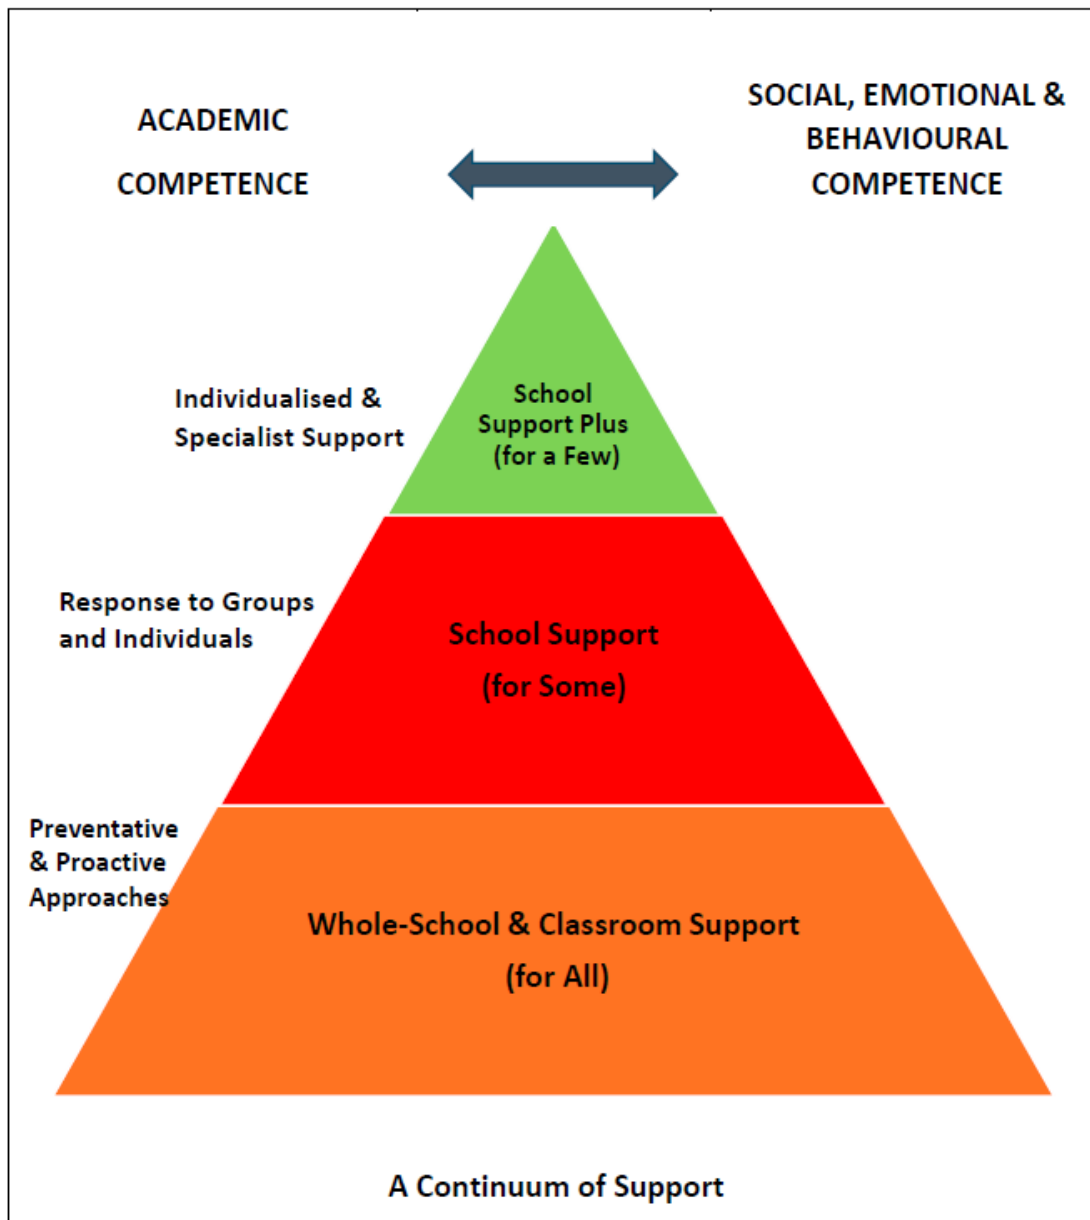 ACADEMIC
COMPETENCE
SOCIAL, EMOTIONAL &
BEHAVIOURAL
COMPETENCE
Individualised &
Specialist Support
School
Support Plus
(for a Few)
Response to Groups
and Individuals
School Support
(for Some)
Preventative
& Proactive
Approaches
Whole-School & Classroom Support
(for All)
A Continuum of Support